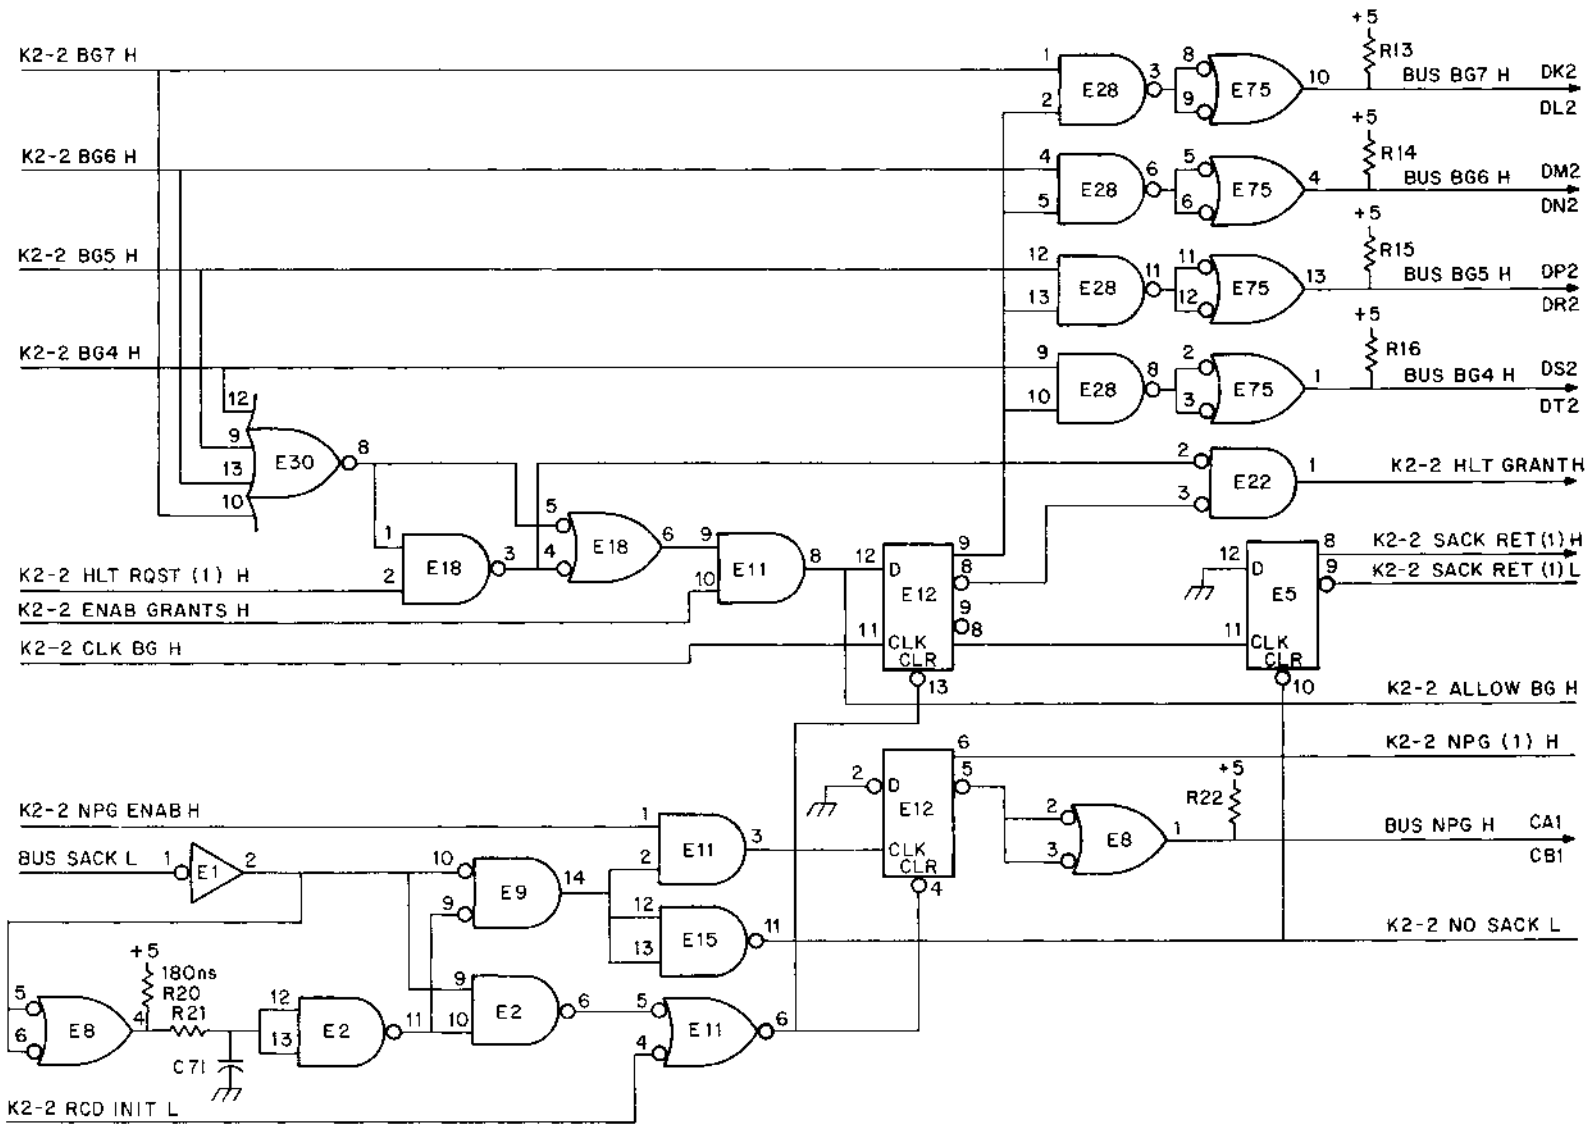 +5
K2-2 BG7 H
1
2
E28
3
8
9
E75
10
R13
BUS BG7 H
DK2
DL2
+5
K2-2 BG6 H
4
5
E28
6
5
6
E75
4
R14
BUS BG6 H
DM2
DN2
+5
K2-2 BG5 H
12
13
E28
11
11
12
E75
13
R15
BUS BG5 H
DP2
DR2
+5
K2-2 BG4 H
9
10
E28
8
2
3
E75
1
R16
BUS BG4 H
DS2
DT2
12
9
13
10
E30
8
2
3
E22
1
K2-2 HLT GRANT H
1
2
E18
3
5
4
E18
6
9
10
E11
8
12
D
E12
9
8
9
8
11
CLK
CLR
13
12
D
E5
8
9
11
CLK
CLR
10
K2-2 SACK RET (1) H
K2-2 SACK RET (1) L
K2-2 HLT RQST (1) H
K2-2 ENAB GRANTS H
K2-2 CLK BG H
K2-2 ALLOW BG H
K2-2 NPG (1) H
2
D
E12
6
5
CLK
CLR
4
+5
R22
2
3
E8
1
BUS NPG H
CA1
CB1
K2-2 NPG ENAB H
1
2
E11
3
BUS SACK L
1
E1
2
10
9
E9
14
12
13
E15
11
K2-2 NO SACK L
+5
180ns
R20
R21
5
6
E8
4
C71
12
13
E2
11
9
10
E2
6
5
4
E11
6
K2-2 RCD INIT L